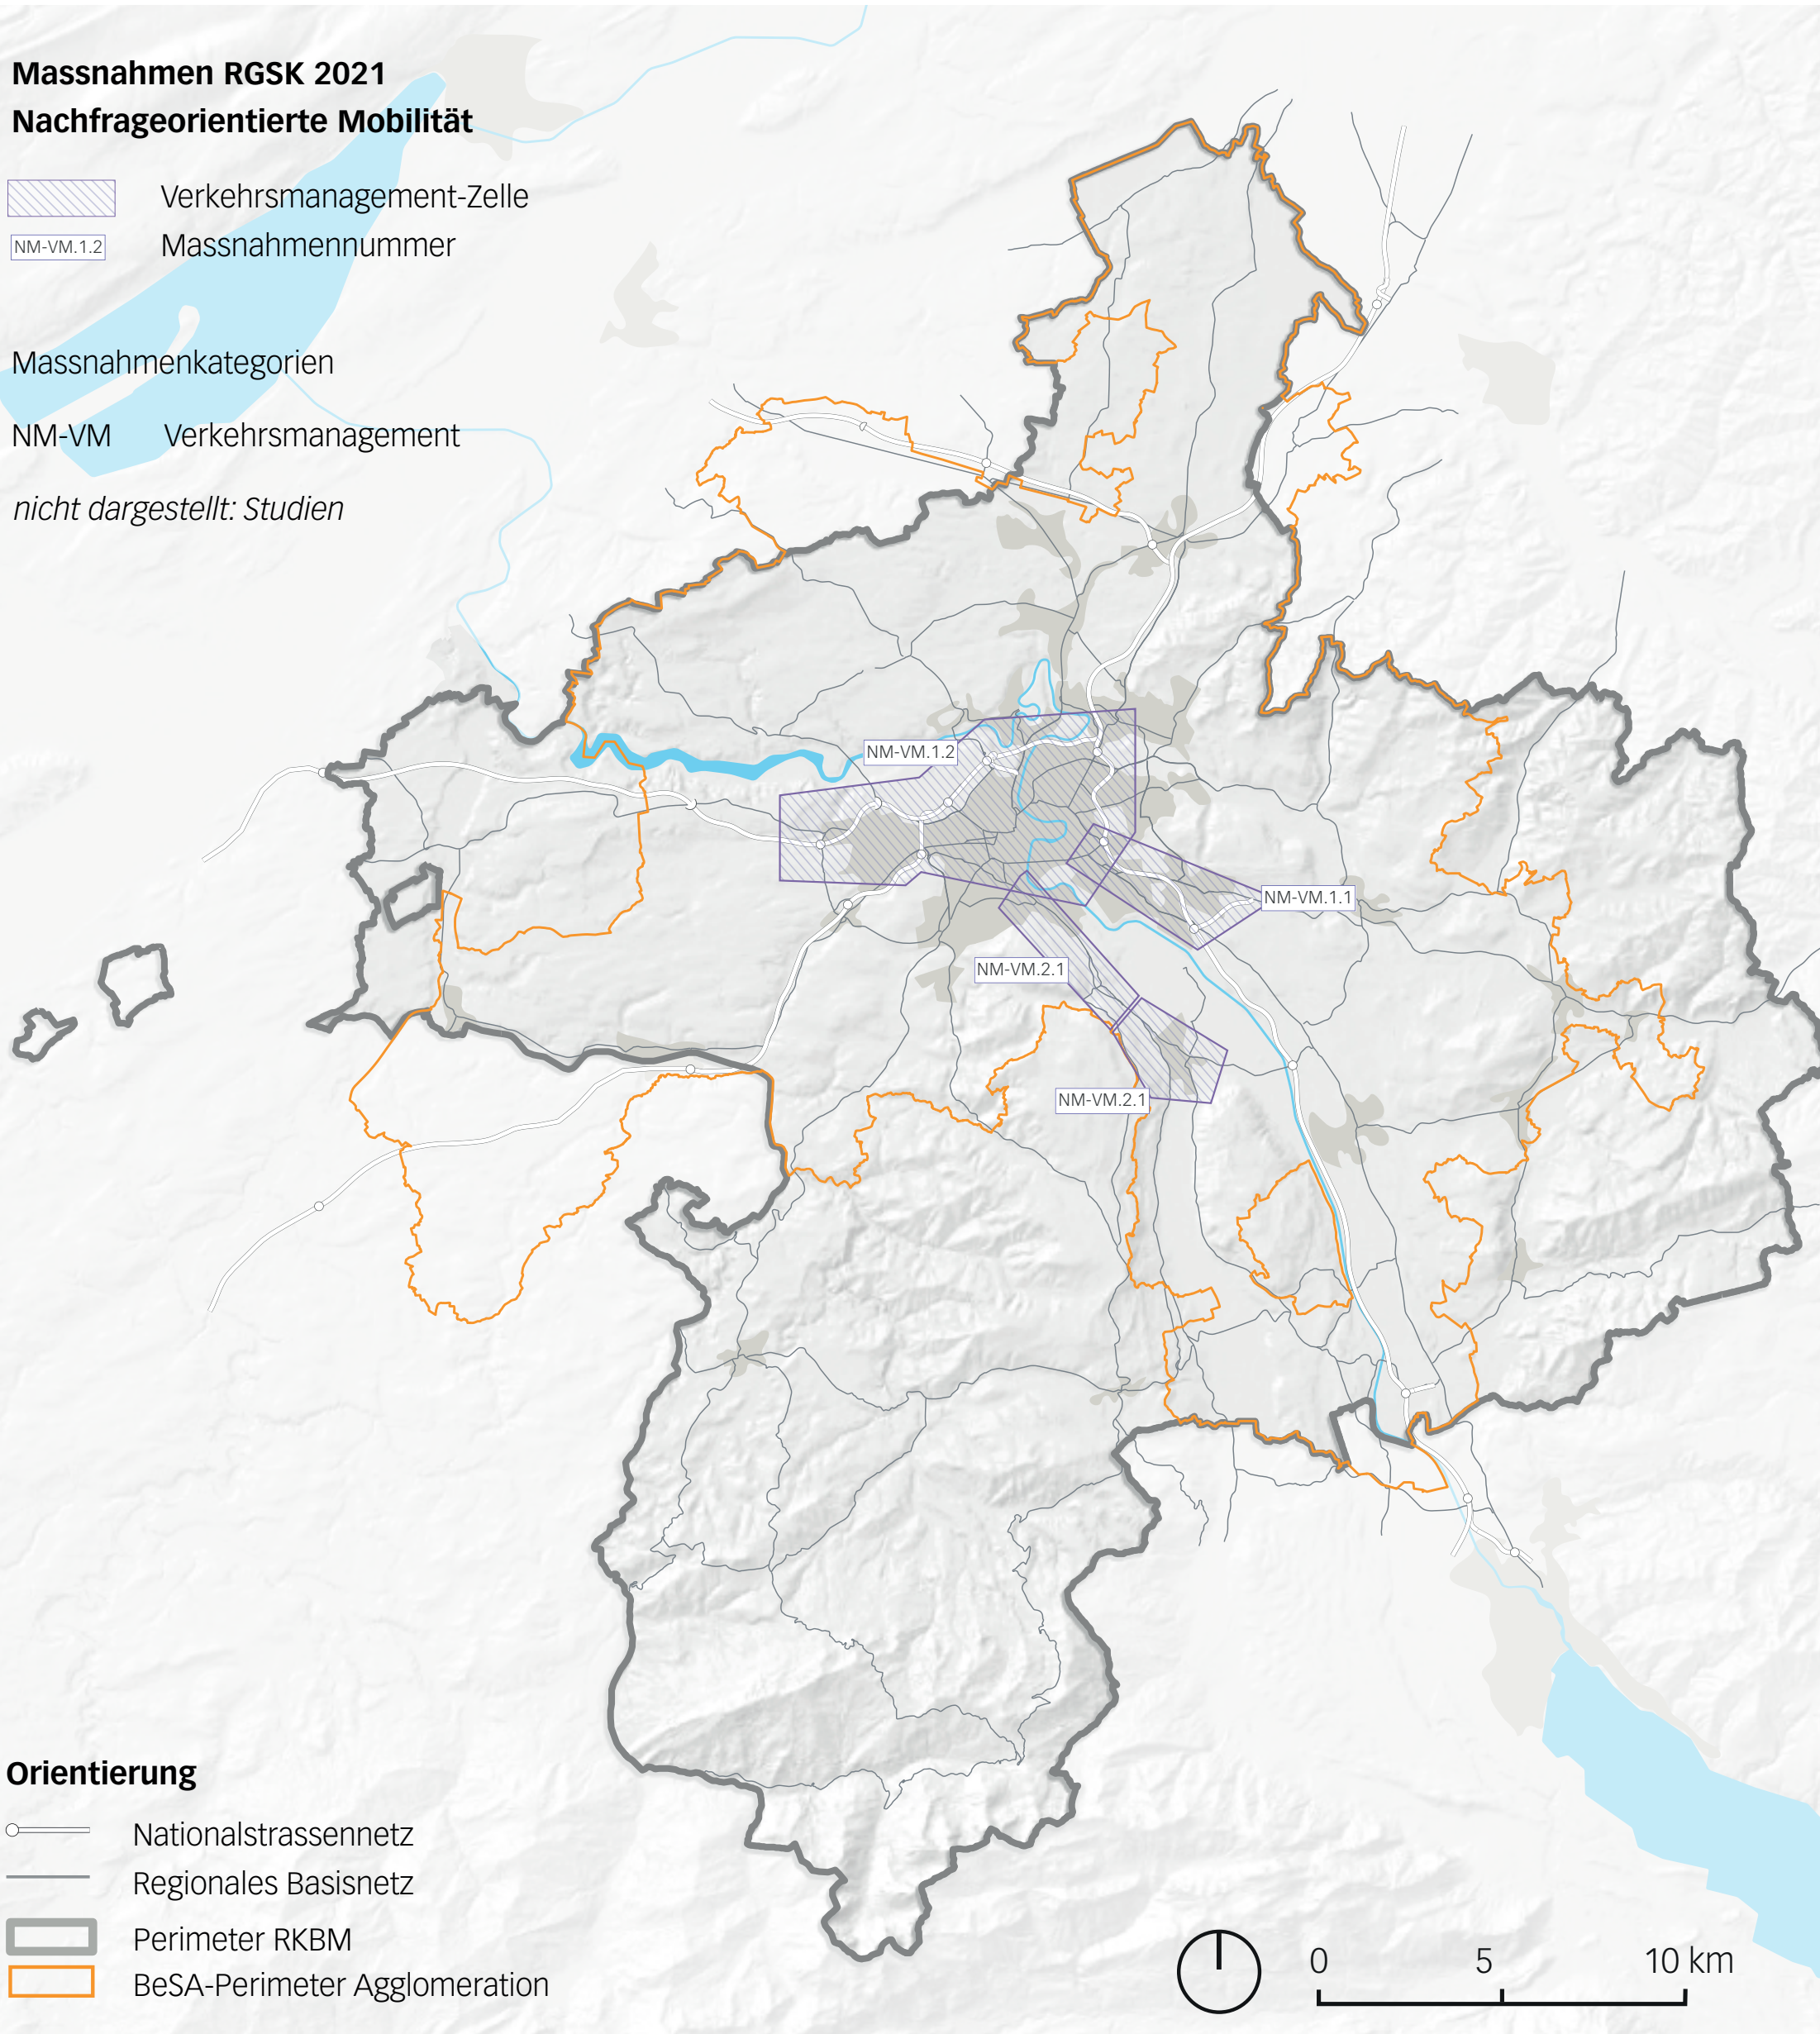 Massnahmen RGSK 2021
Nachfrageorientierte Mobilität
Verkehrsmanagement-Zelle
NM-VM.1.2 Massnahmennummer
Massnahmenkategorien
NM-VM Verkehrsmanagement
nicht dargestellt: Studien
NM-VM.1.2
NM-VM.1.1
NM-VM.2.1
NM-VM.2.1
Orientierung
Nationalstrassennetz
Regionales Basisnetz
Perimeter RKBM
BeSA-Perimeter Agglomeration
0 5 10 km